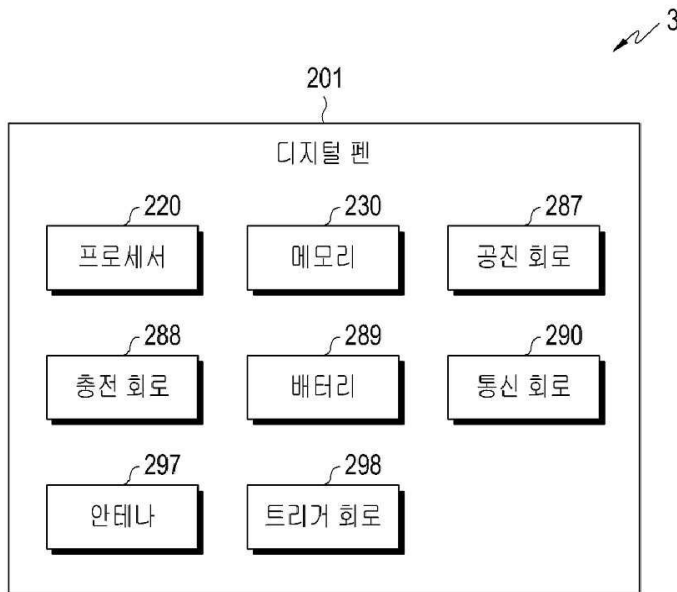 3
201
디지털 펜
220 230 287
프로세서 메모리 공진 회로
288 289 290
충전 회로 배터리 통신 회로
297 298
안테나 트리거 회로